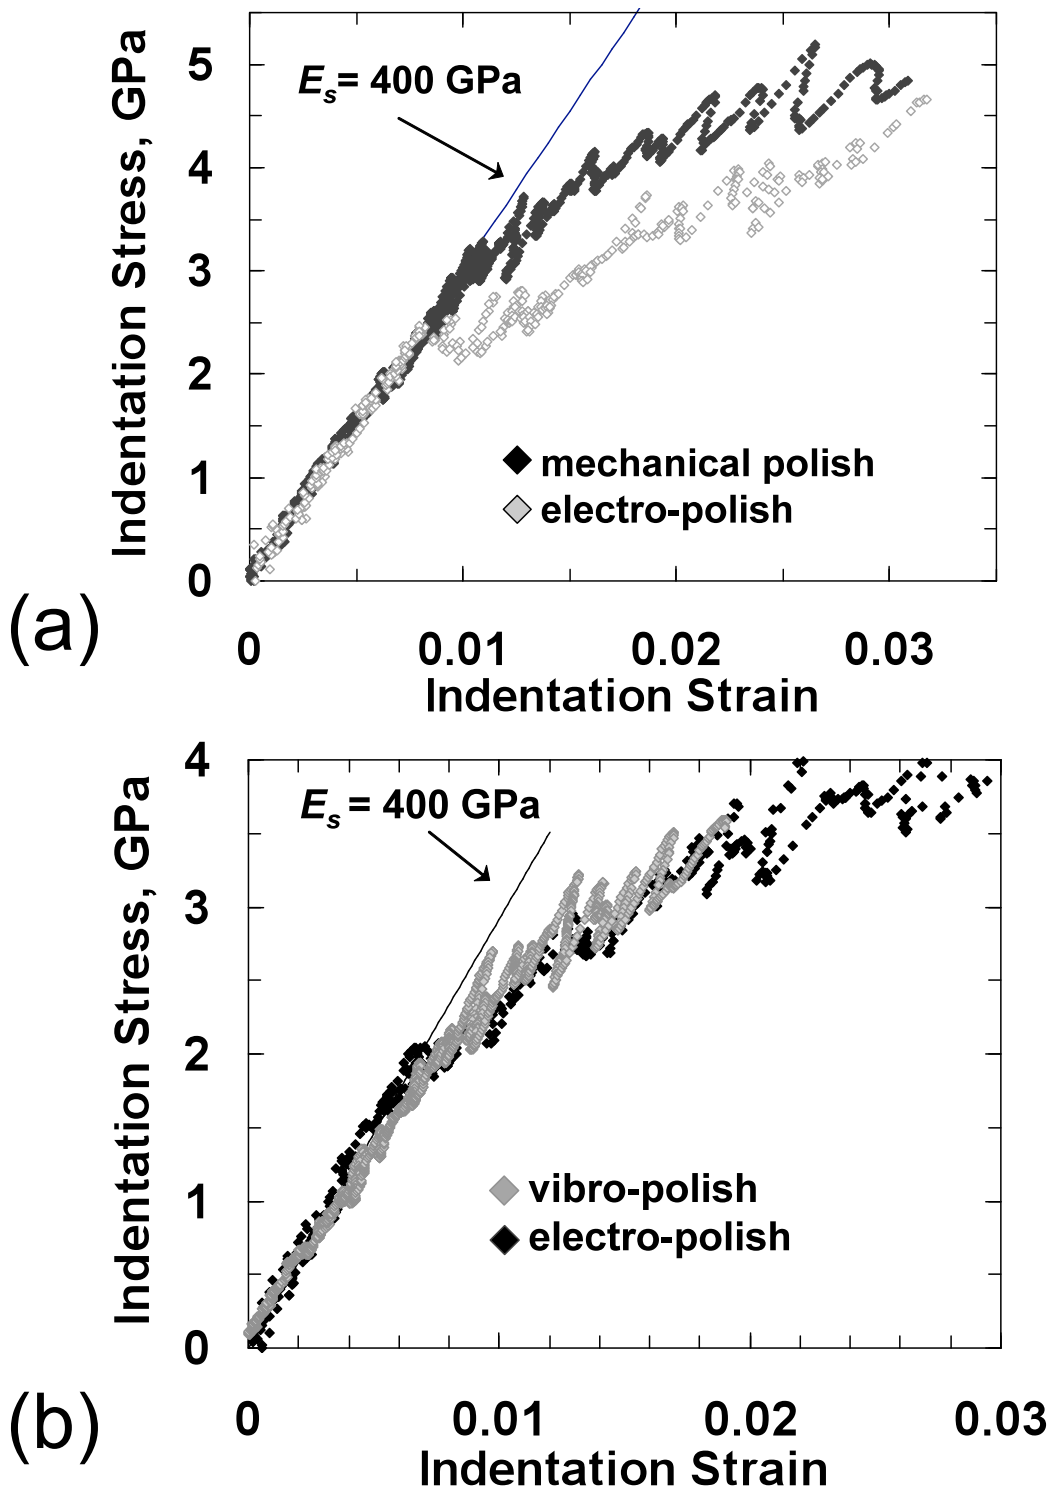 5
4
3
2
1
0
Indentation Stress, GPa
Es = 400 GPa
mechanical polish
electro-polish
(a)
0 0.01 0.02 0.03
Indentation Strain
4
3
2
1
0
Indentation Stress, GPa
Es = 400 GPa
vibro-polish
electro-polish
(b)
0 0.01 0.02 0.03
Indentation Strain